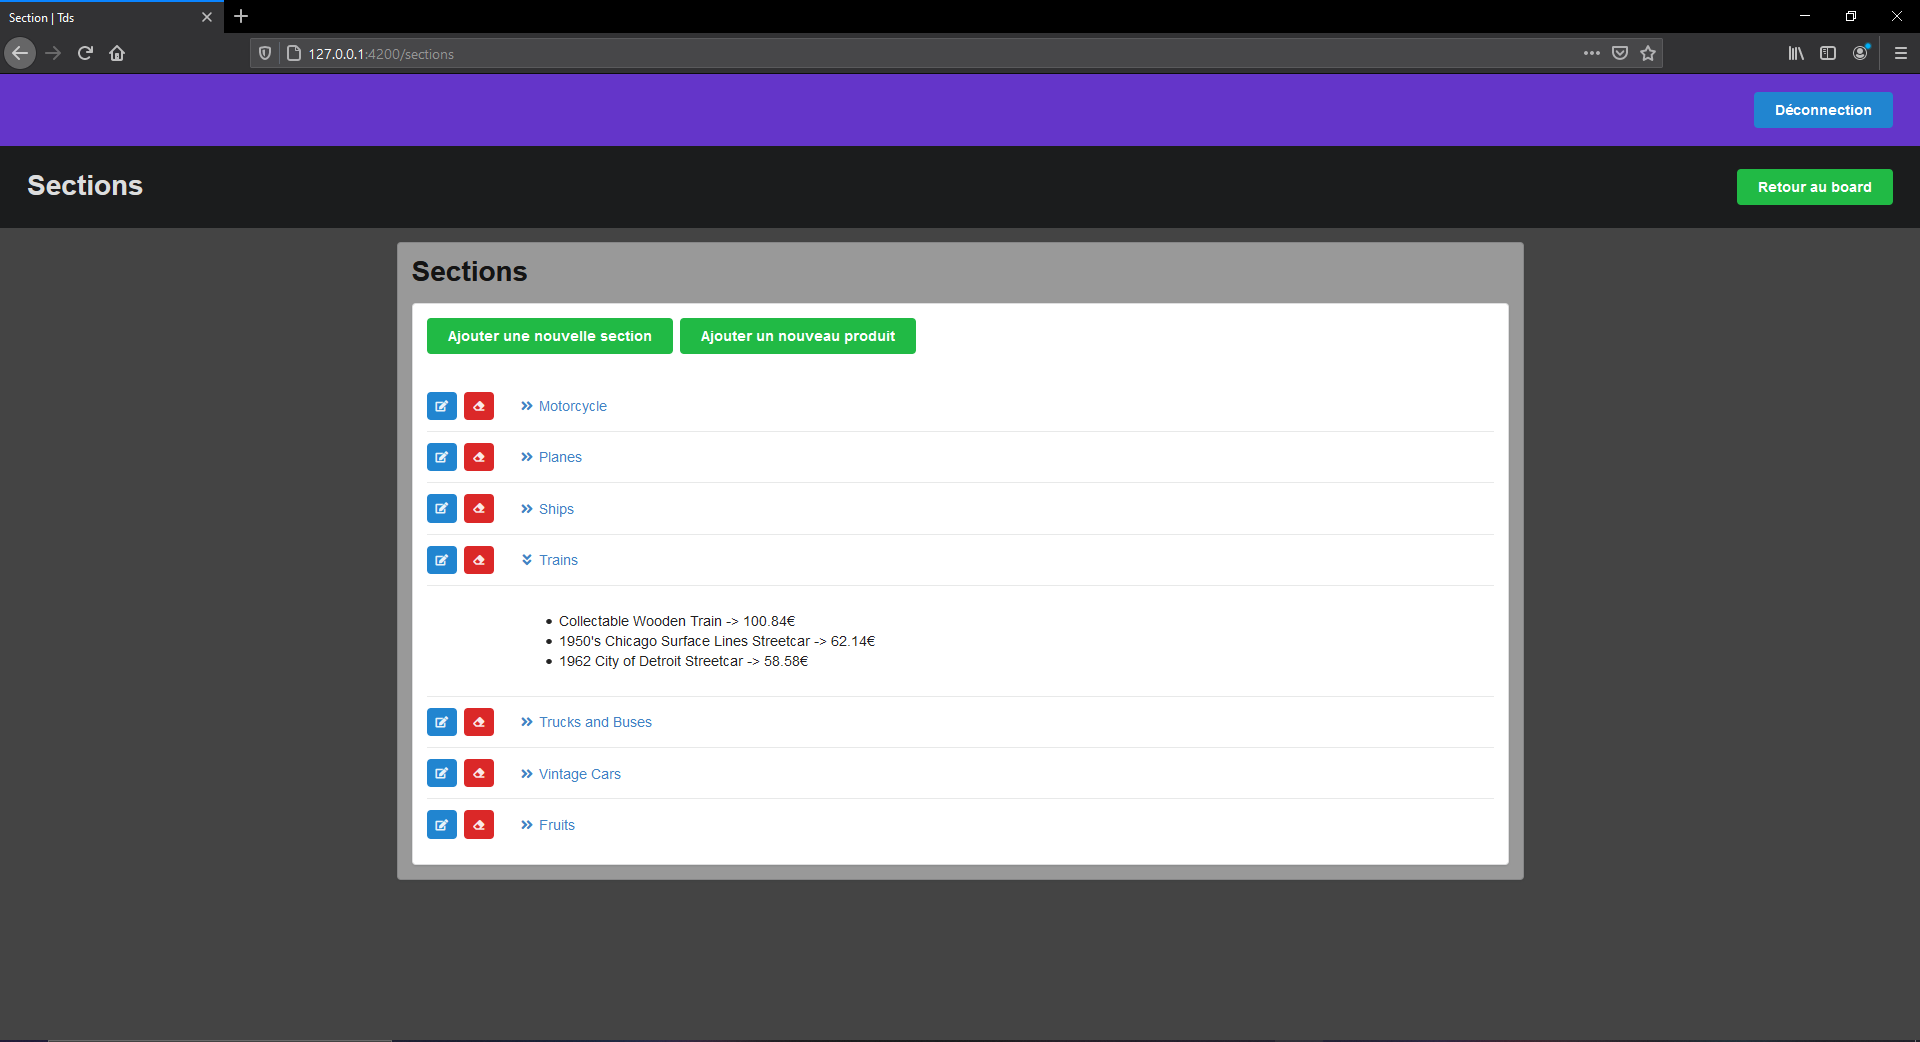 Section | Tds
127.0.0.1:4200/sections
Déconnection
Sections
Retour au board
Sections
Ajouter une nouvelle section
Ajouter un nouveau produit
Motorcycle
Planes
Ships
Trains
Collectable Wooden Train -> 100.84€
1950's Chicago Surface Lines Streetcar -> 62.14€
1962 City of Detroit Streetcar -> 58.58€
Trucks and Buses
Vintage Cars
Fruits